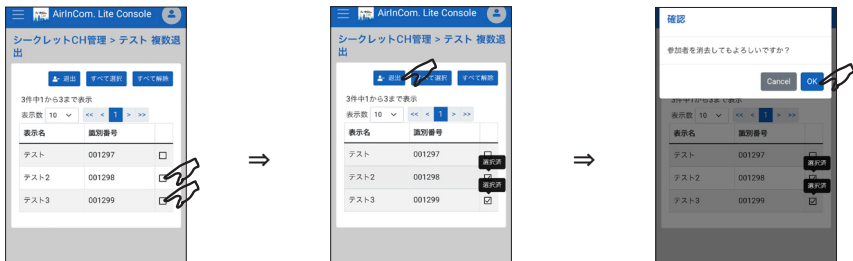 AirInCom. Lite Console
シークレットCH管理 > テスト 複数退
出
退出 すべて選択 すべて解除
3件中1から3まで表示
表示数 10 << < 1 > >>
表示名 識別番号
テスト 001297
テスト2 001298
テスト3 001299
⇒
AirInCom. Lite Console
シークレットCH管理 > テスト 複数退
出
退出 すべて選択 すべて解除
3件中1から3まで表示
表示数 10 << < 1 > >>
表示名 識別番号
テスト 001297
選択済
テスト2 001298
選択済
テスト3 001299
⇒
確認
参加者を消去してもよろしいですか?
Cancel OK
3件中1から3まで表示
表示数 10 << < 1 > >>
表示名 識別番号
テスト 001297
選択済
テスト2 001298
選択済
テスト3 001299